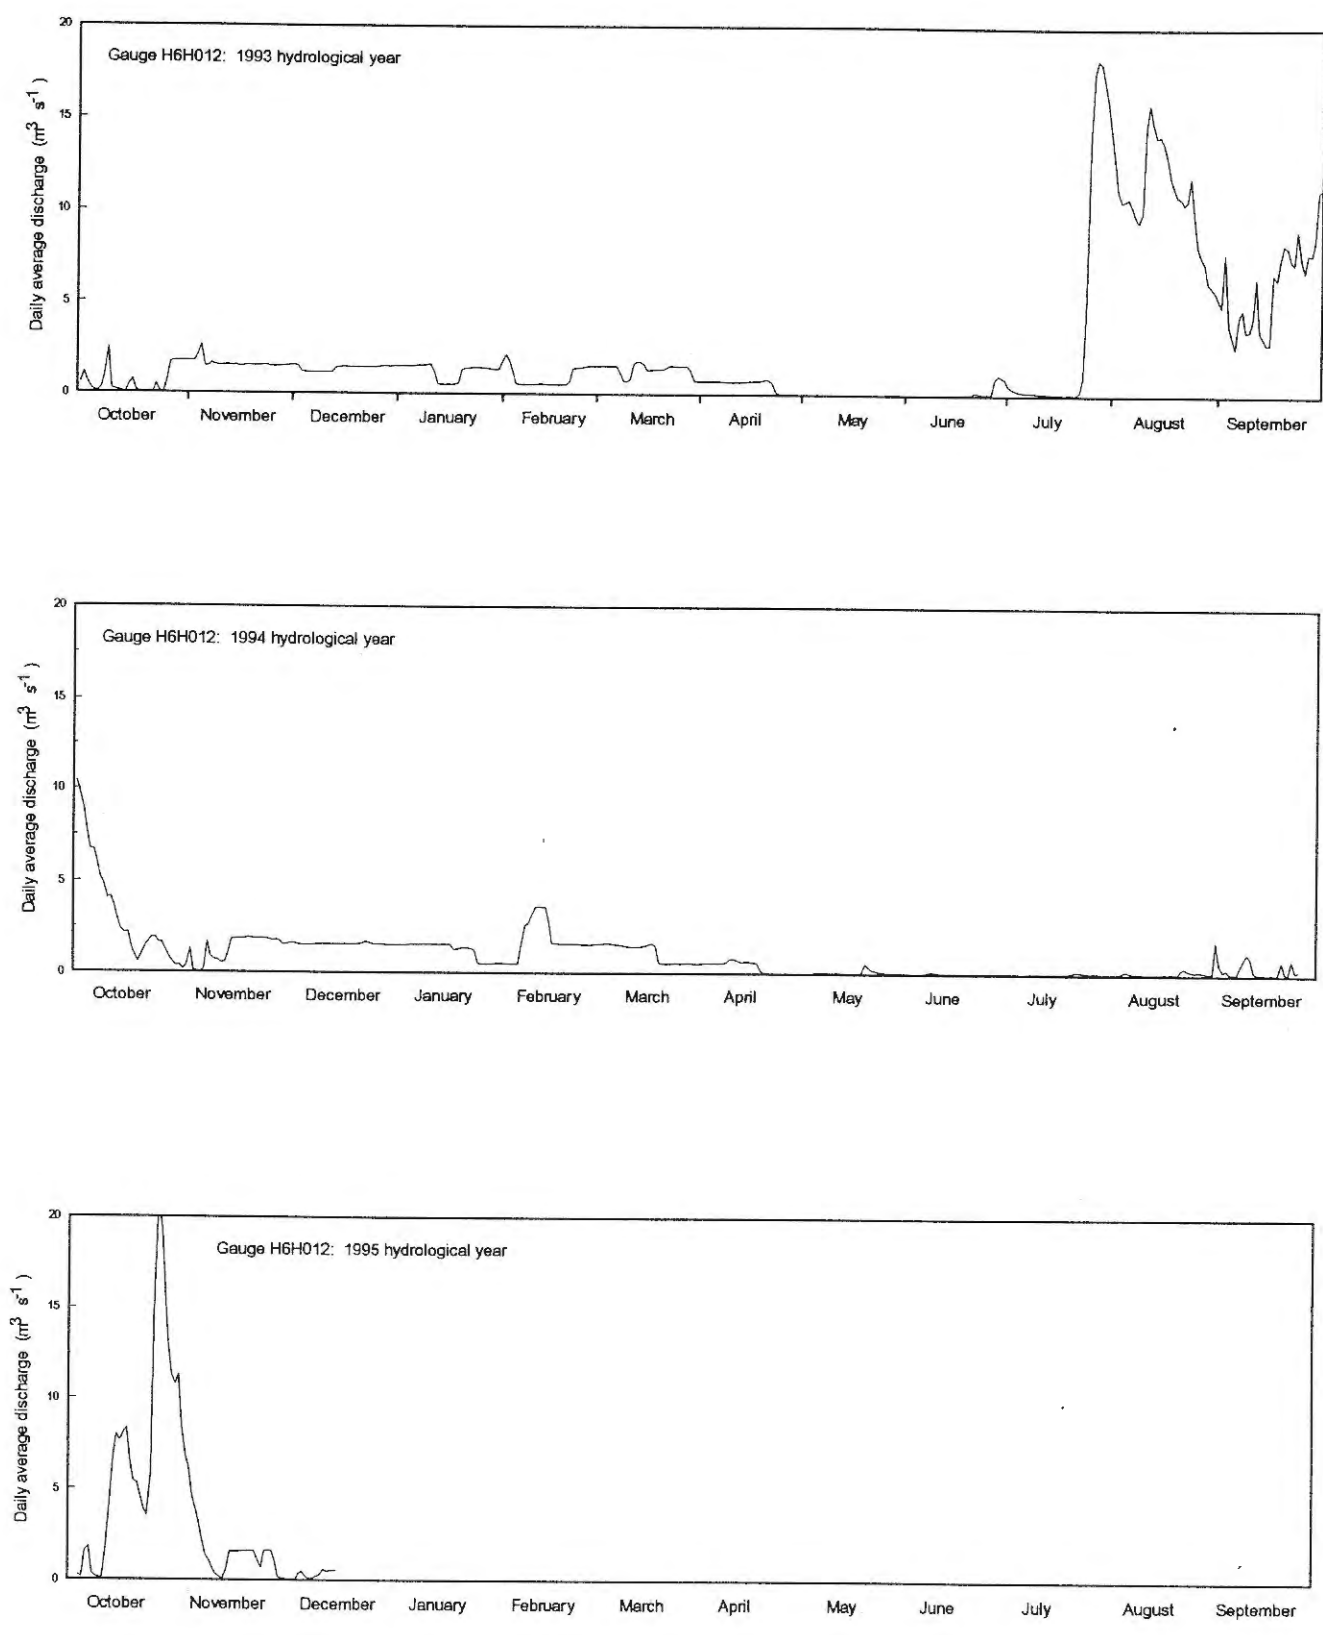 Gauge H6H012: 1993 hydrological year
Daily average discharge (m³ s⁻¹)
20
15
10
5
0
October November December January February March April May June July August September
Gauge H6H012: 1994 hydrological year
Daily average discharge (m³ s⁻¹)
20
15
10
5
0
October November December January February March April May June July August September
Gauge H6H012: 1995 hydrological year
Daily average discharge (m³ s⁻¹)
20
15
10
5
0
October November December January February March April May June July August September